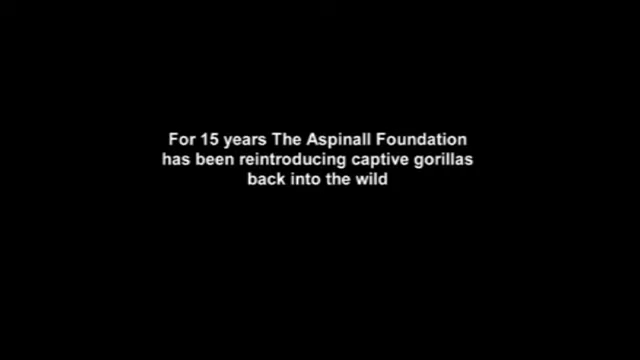 For 15 years The Aspinall Foundation
has been reintroducing captive gorillas
back into the wild